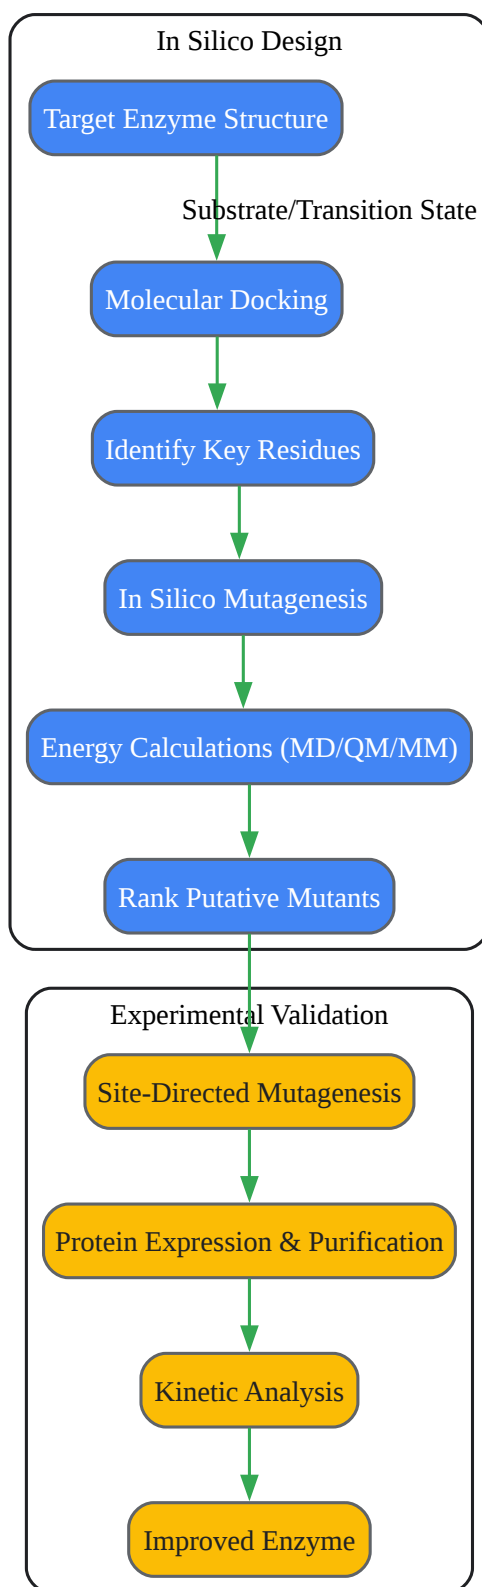 In Silico Design
Target Enzyme Structure
Substrate/Transition State
Molecular Docking
Identify Key Residues
In Silico Mutagenesis
Energy Calculations (MD/QM/MM)
Rank Putative Mutants
Experimental Validation
Site-Directed Mutagenesis
Protein Expression & Purification
Kinetic Analysis
Improved Enzyme